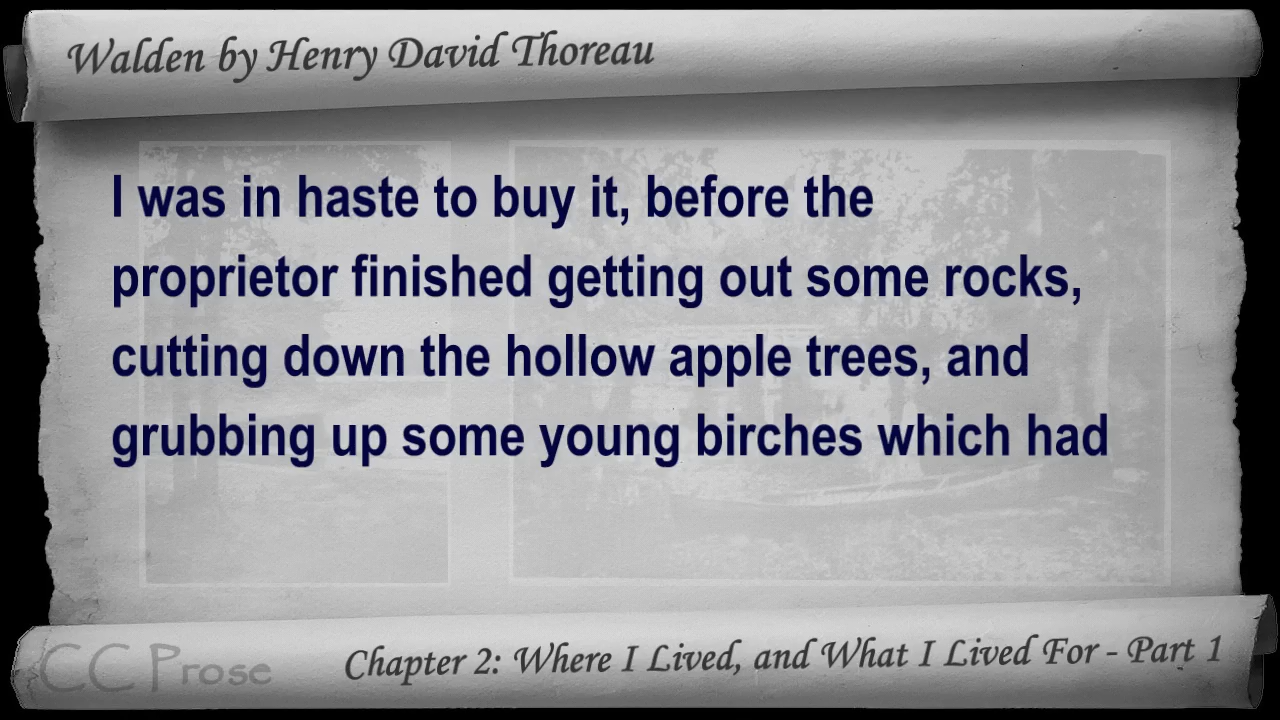 Walden by Henry David Thoreau
I was in haste to buy it, before the
proprietor finished getting out some rocks,
cutting down the hollow apple trees, and
grubbing up some young birches which had
CC Prose
Chapter 2: Where I Lived, and What I Lived For - Part 1